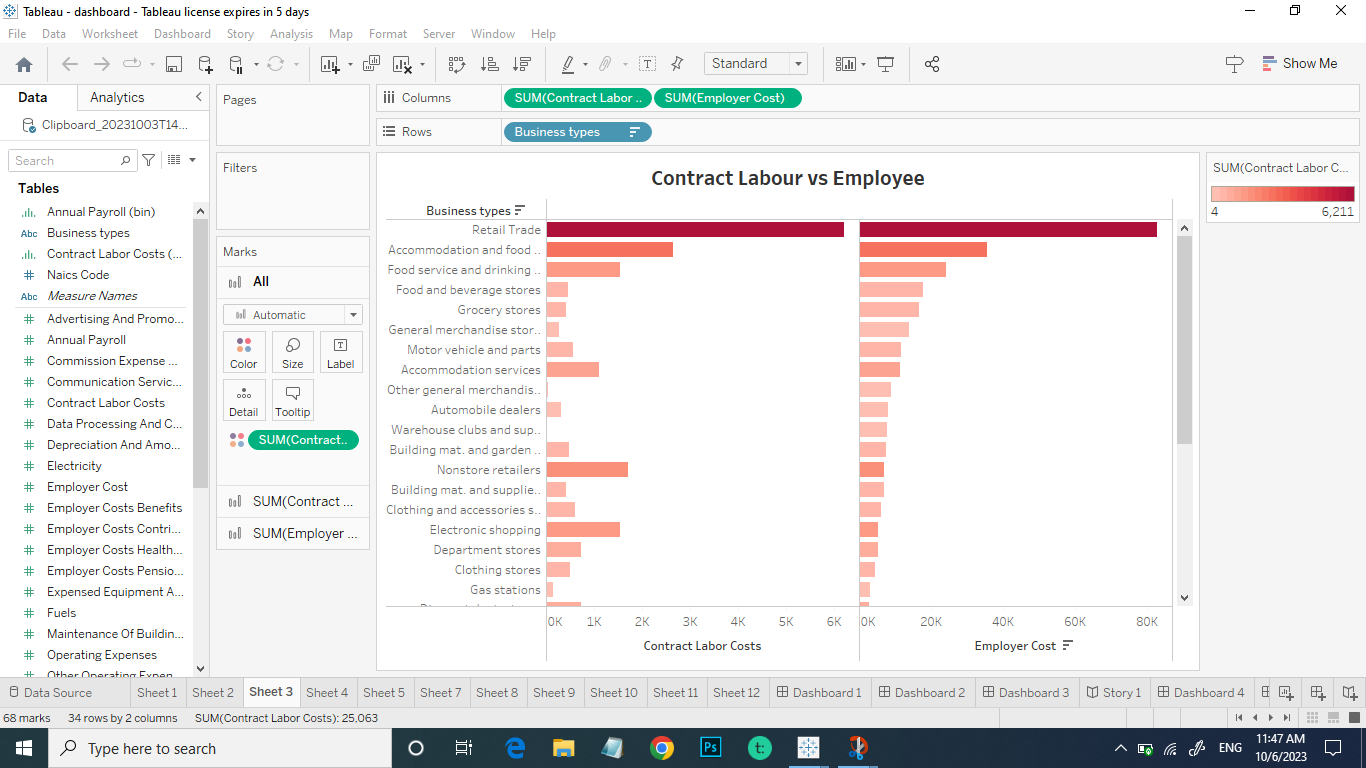 Tableau - dashboard - Tableau license expires in 5 days
File Data Worksheet Dashboard Story Analysis Map Format Server Window Help
Standard
Show Me
Data Analytics
Clipboard_20231003T14...
Search
Tables
Annual Payroll (bin)
Abc Business types
Contract Labor Costs (...
Naics Code
Abc Measure Names
Advertising And Promo...
Annual Payroll
Commission Expense ...
Communication Servic...
Contract Labor Costs
Data Processing And C...
Depreciation And Amo...
Electricity
Employer Cost
Employer Costs Benefits
Employer Costs Contri...
Employer Costs Health...
Employer Costs Pensio...
Expensed Equipment A...
Fuels
Maintenance Of Buildin...
Operating Expenses
Pages
Filters
Marks
All
Automatic
Color Size Label
Detail Tooltip
SUM(Contract..
SUM(Contract ...
SUM(Employer ...
Columns SUM(Contract Labor .. SUM(Employer Cost)
Rows Business types
Contract Labour vs Employee
Business types
Retail Trade
Accommodation and food ..
Food service and drinking ..
Food and beverage stores
Grocery stores
General merchandise stor..
Motor vehicle and parts
Accommodation services
Other general merchandis..
Automobile dealers
Warehouse clubs and sup..
Building mat. and garden ..
Nonstore retailers
Building mat. and supplie..
Clothing and accessories s..
Electronic shopping
Department stores
Clothing stores
Gas stations
0K 1K 2K 3K 4K 5K 6K 0K 20K 40K 60K 80K
Contract Labor Costs Employer Cost
SUM(Contract Labor C...
4 6,211
Data Source Sheet 1 Sheet 2 Sheet 3 Sheet 4 Sheet 5 Sheet 7 Sheet 8 Sheet 9 Sheet 10 Sheet 11 Sheet 12 Dashboard 1 Dashboard 2 Dashboard 3 Story 1 Dashboard 4
68 marks 34 rows by 2 columns SUM(Contract Labor Costs): 25,063
Type here to search
Ps
t:
ENG
11:47 AM
10/6/2023